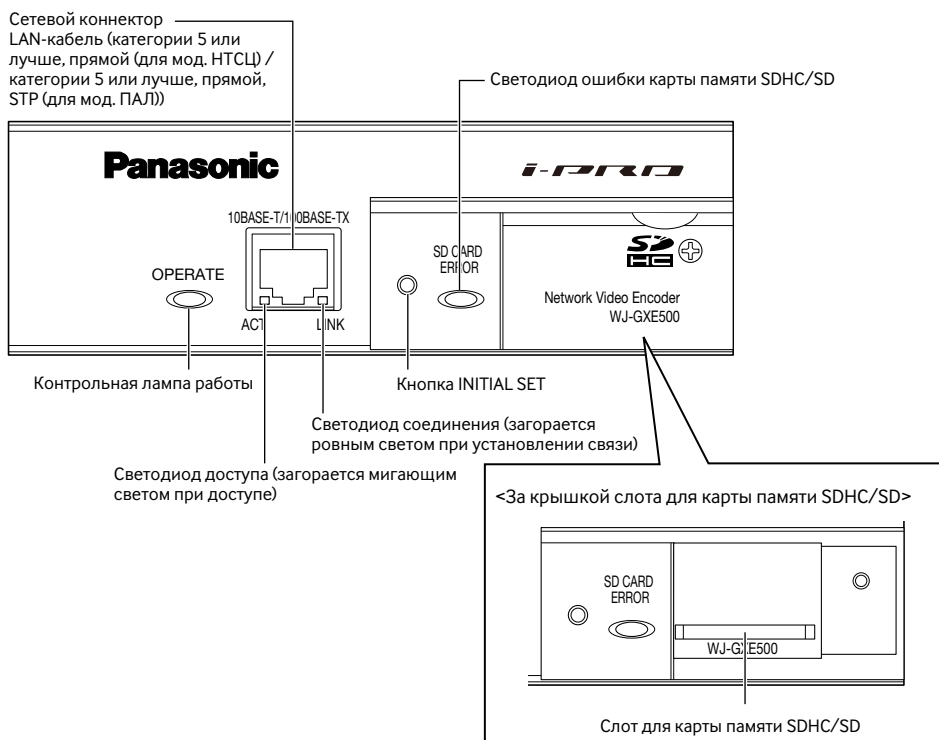 Сетевой коннектор
LAN-кабель (категории 5 или
лучше, прямой (для мод. НТСЦ) /
категории 5 или лучше, прямой,
STP (для мод. ПАЛ))
Светодиод ошибки карты памяти SDHC/SD
Panasonic
i-PRO
10BASE-T/100BASE-TX
OPERATE
ACT
LINK
SD CARD
ERROR
SD
HC
Network Video Encoder
WJ-GXE500
Контрольная лампа работы
Кнопка INITIAL SET
Светодиод соединения (загорается
ровным светом при установлении связи)
Светодиод доступа (загорается мигающим
светом при доступе)
<За крышкой слота для карты памяти SDHC/SD>
SD CARD
ERROR
WJ-GXE500
Слот для карты памяти SDHC/SD